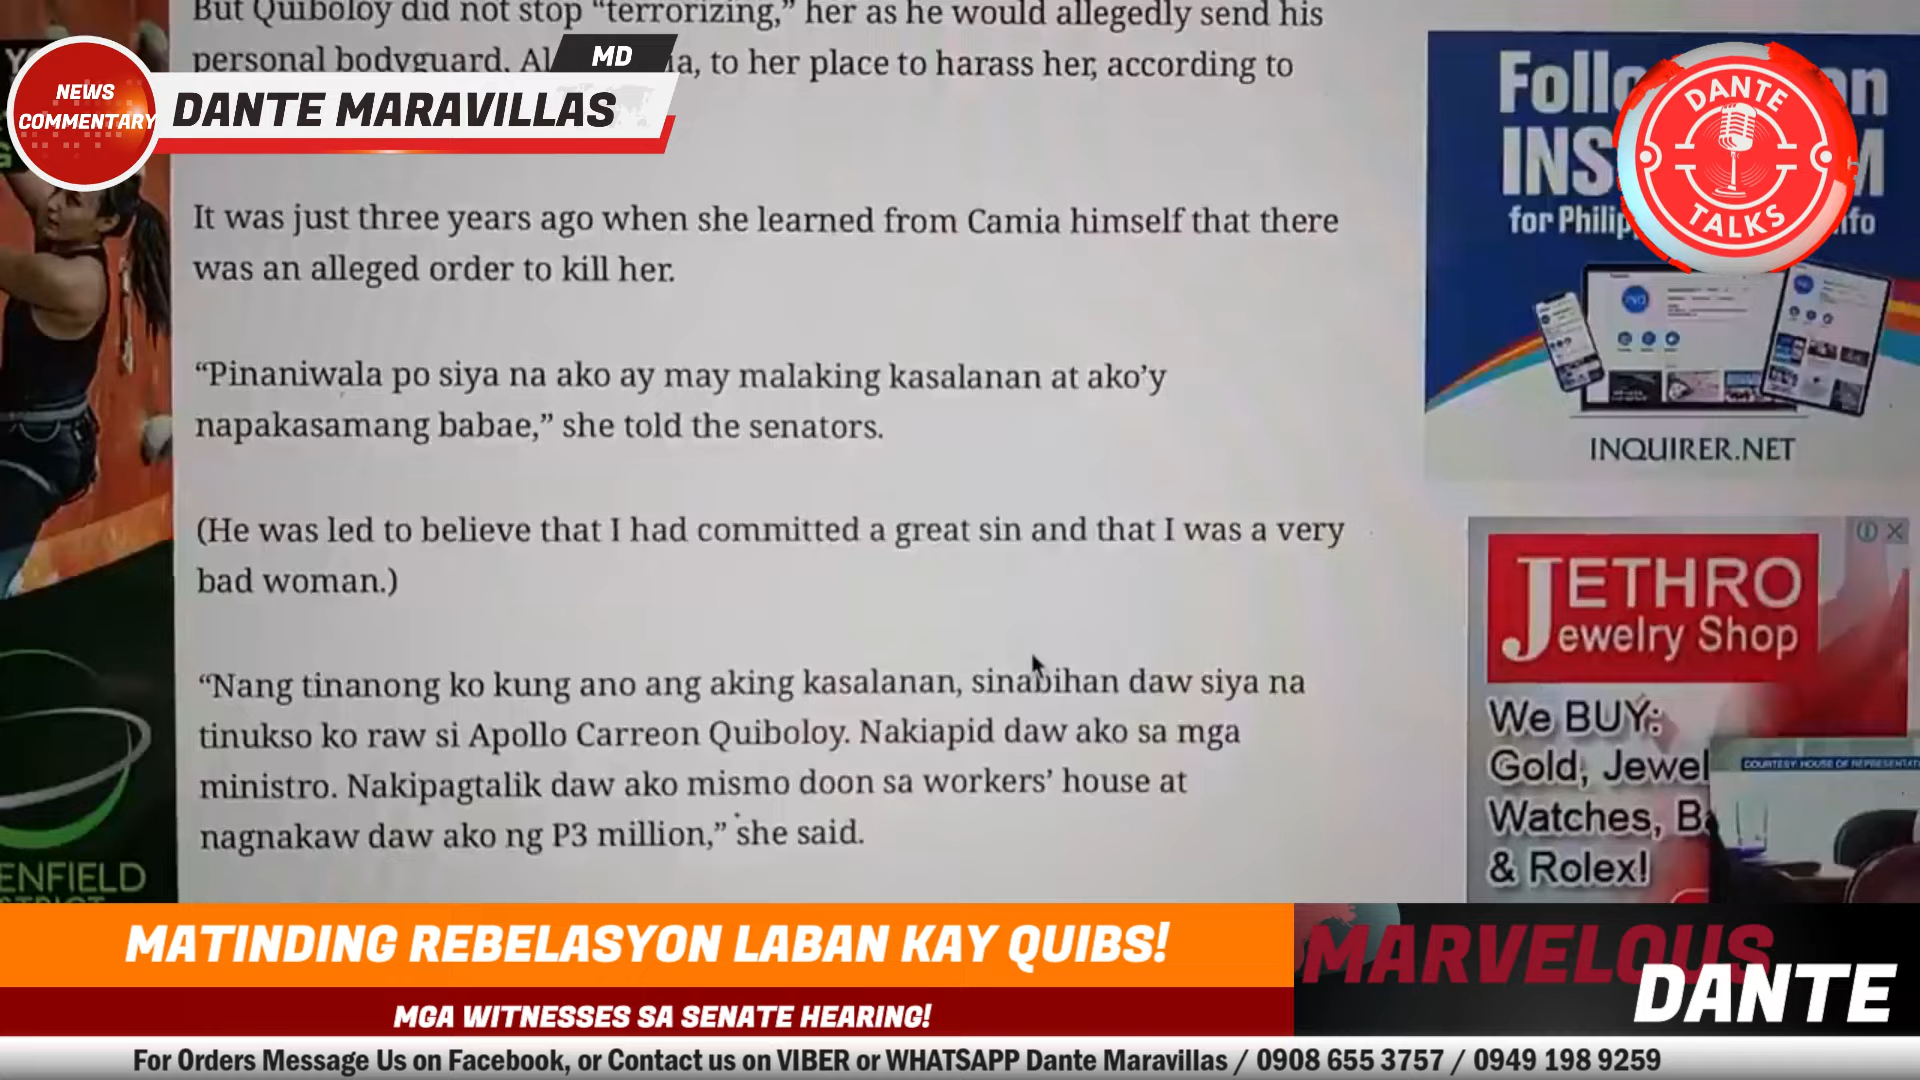 But Quiboloy did not stop “terrorizing,” her as he would allegedly send his
personal bodyguard, Al
ia, to her place to harass her, according to
MD
NEWS
COMMENTARY
DANTE MARAVILLAS
It was just three years ago when she learned from Camia himself that there
was an alleged order to kill her.
“Pinaniwala po siya na ako ay may malaking kasalanan at ako’y
napakasamang babae,” she told the senators.
(He was led to believe that I had committed a great sin and that I was a very
bad woman.)
“Nang tinanong ko kung ano ang aking kasalanan, sinabihan daw siya na
tinukso ko raw si Apollo Carreon Quiboloy. Nakiapid daw ako sa mga
ministro. Nakipagtalik daw ako mismo doon sa workers’ house at
nagnakaw daw ako ng P3 million,” she said.
ENFIELD
DANTE
TALKS
INQUIRER.NET
JETHRO
Jewelry Shop
We BUY:
Gold, Jewel
Watches, B
& Rolex!
COURTESY: HOUSE OF REPRESENTAT
MATINDING REBELASYON LABAN KAY QUIBS!
MGA WITNESSES SA SENATE HEARING!
MARVELOUS
DANTE
For Orders Message Us on Facebook, or Contact us on VIBER or WHATSAPP Dante Maravillas / 0908 655 3757 / 0949 198 9259